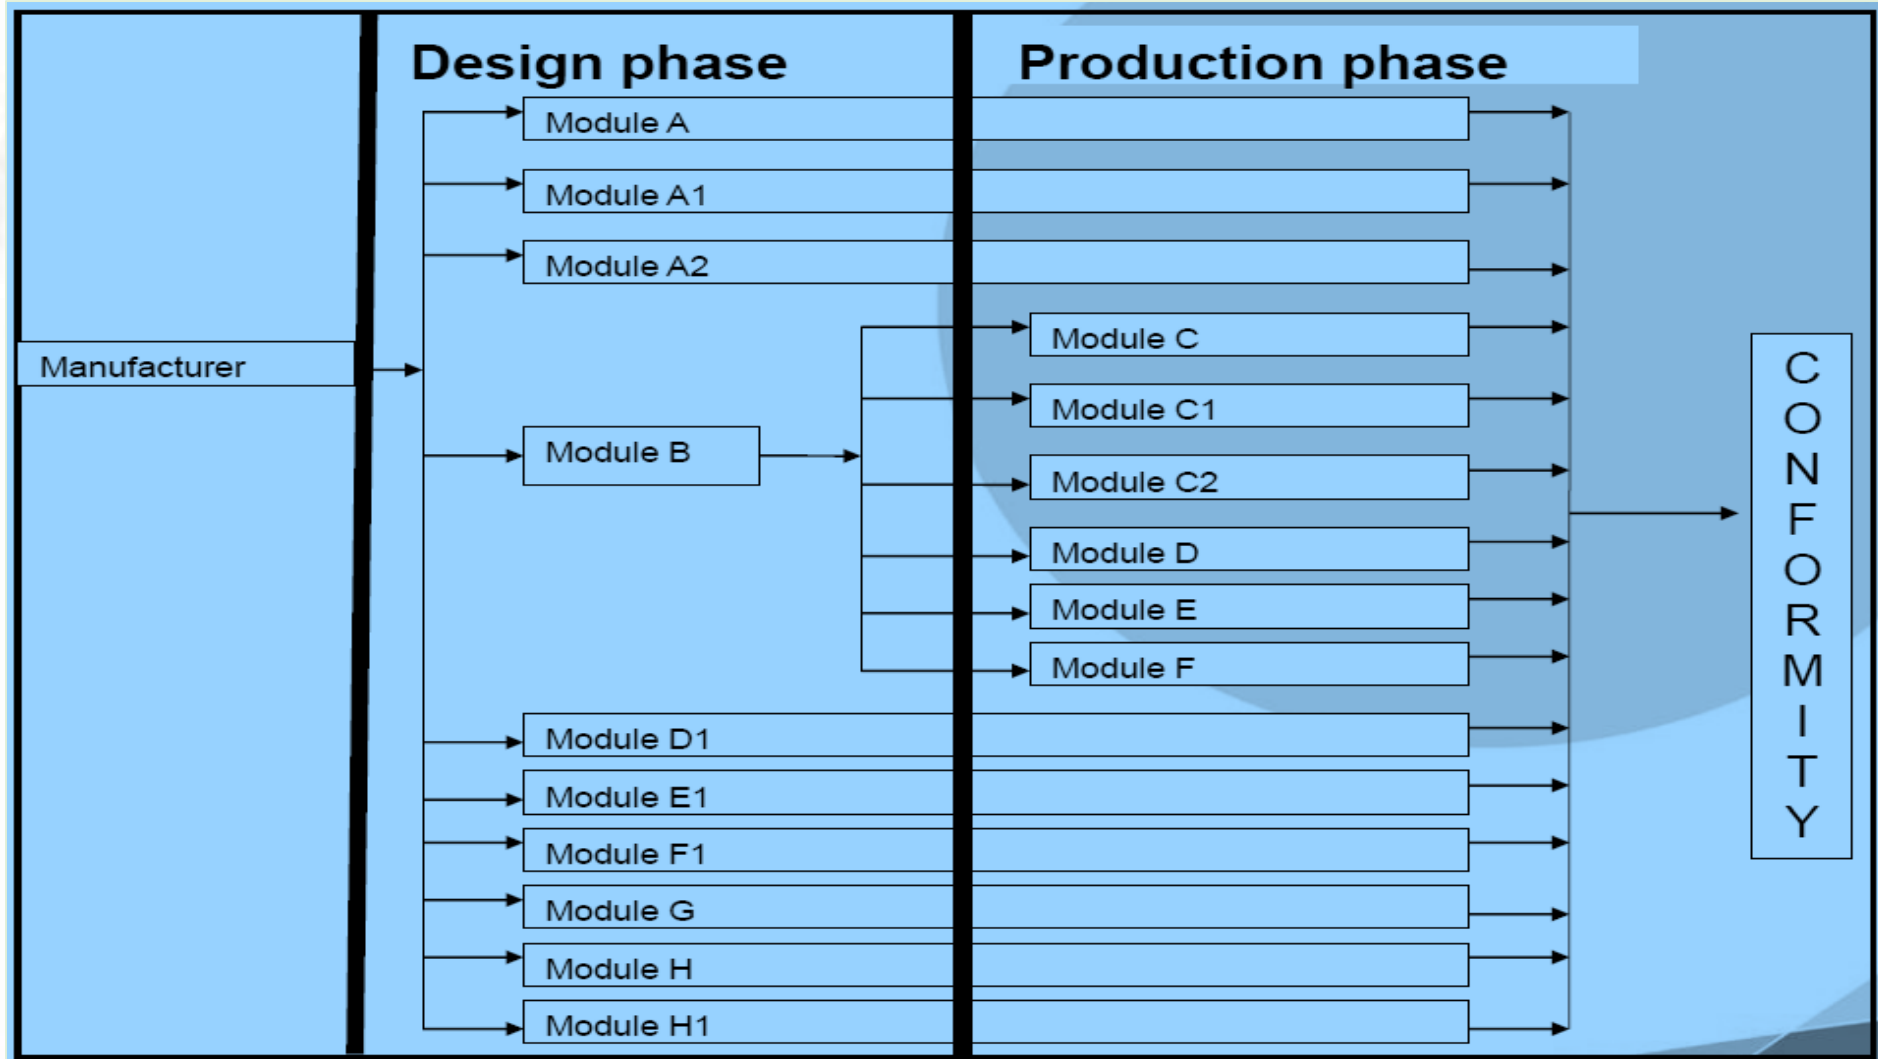 Design phase
Production phase
Module A
Module A1
Module A2
Manufacturer
Module B
Module C
Module C1
Module C2
Module D
Module E
Module F
Module D1
Module E1
Module F1
Module G
Module H
Module H1
C
O
N
F
O
R
M
I
T
Y